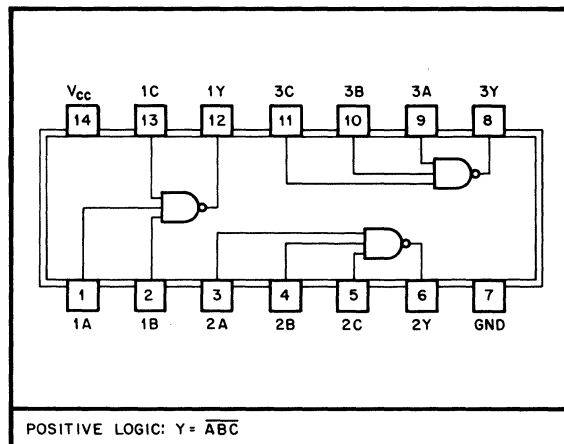 Vcc 1C 1Y 3C 3B 3A 3Y
14 13 12 11 10 9 8
1 2 3 4 5 6 7
1A 1B 2A 2B 2C 2Y GND
POSITIVE LOGIC: Y = A̅B̅C̅